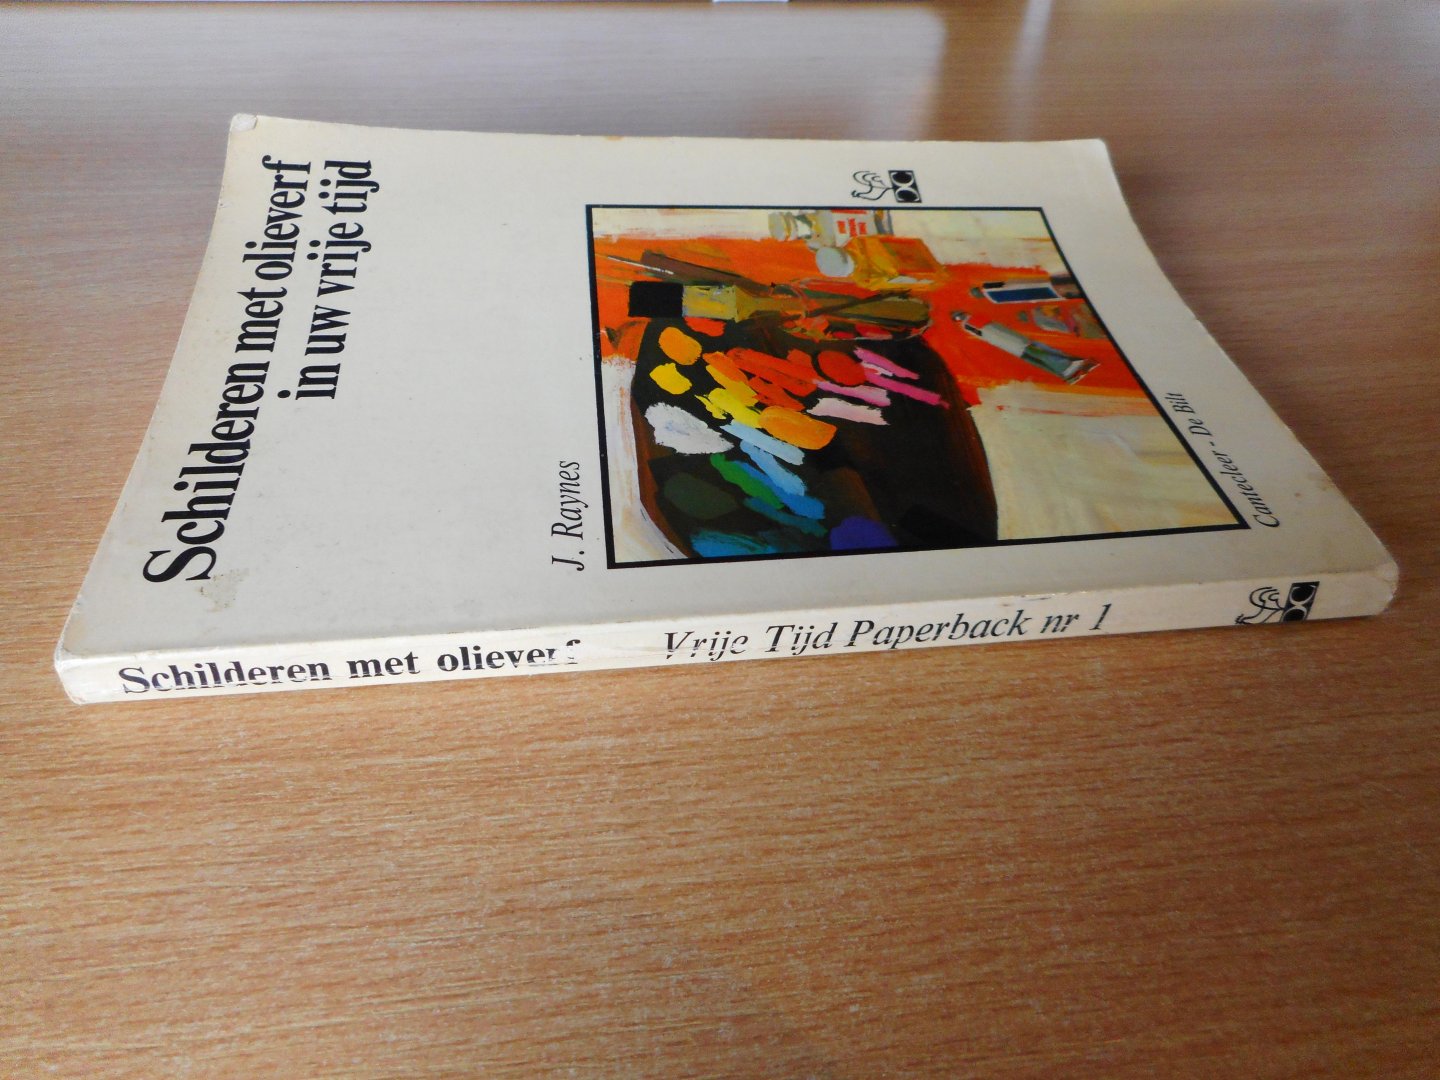 Schilderen met olieverf
in uw vrije tijd
J. Raynes
Cantecleer - De Bilt
Schilderen met olieverf Vrije Tijd Paperback nr 1